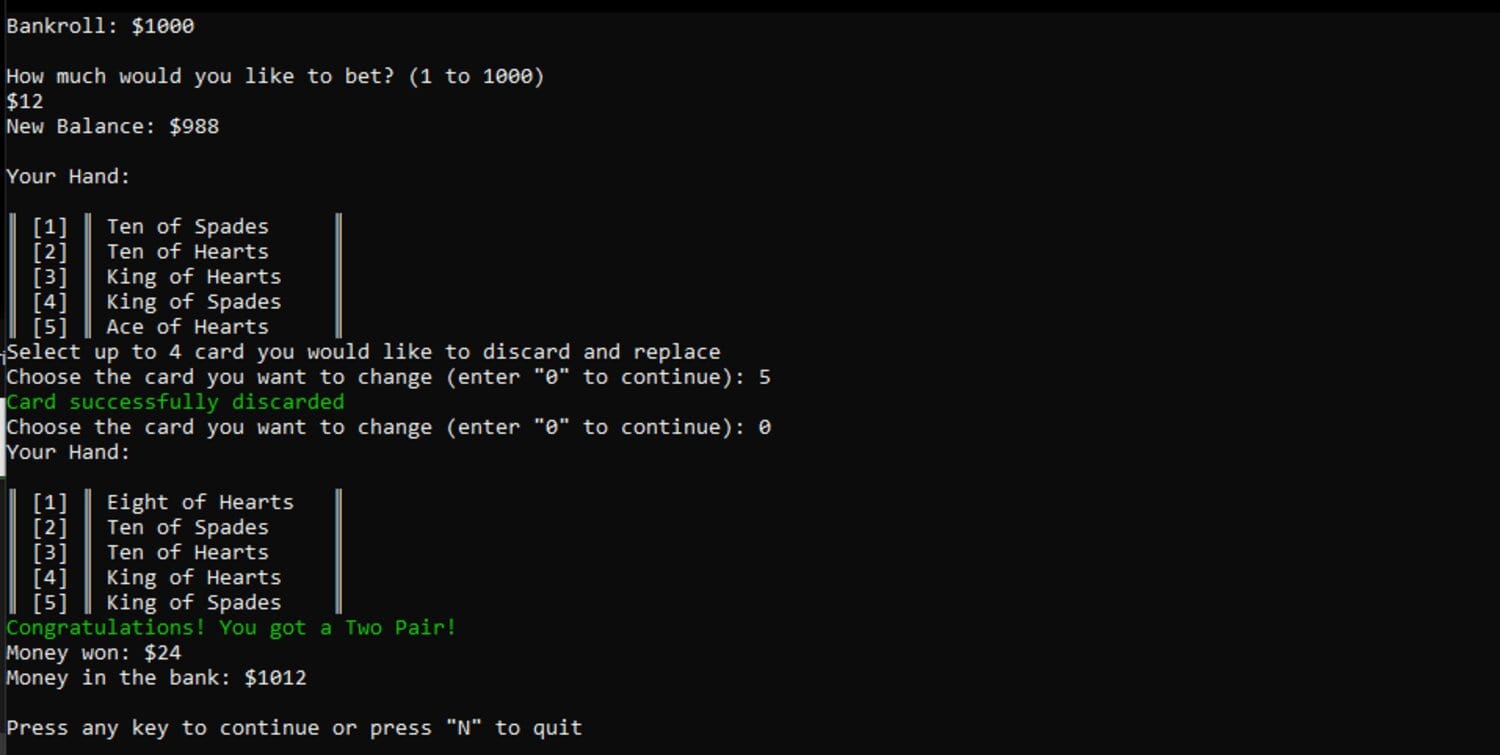 Bankroll: $1000
How much would you like to bet? (1 to 1000)
$12
New Balance: $988
Your Hand:
║ [1] ║ Ten of Spades ║
║ [2] ║ Ten of Hearts ║
║ [3] ║ King of Hearts ║
║ [4] ║ King of Spades ║
║ [5] ║ Ace of Hearts ║
Select up to 4 card you would like to discard and replace
Choose the card you want to change (enter "0" to continue): 5
Card successfully discarded
Choose the card you want to change (enter "0" to continue): 0
Your Hand:
║ [1] ║ Eight of Hearts ║
║ [2] ║ Ten of Spades ║
║ [3] ║ Ten of Hearts ║
║ [4] ║ King of Hearts ║
║ [5] ║ King of Spades ║
Congratulations! You got a Two Pair!
Money won: $24
Money in the bank: $1012
Press any key to continue or press "N" to quit